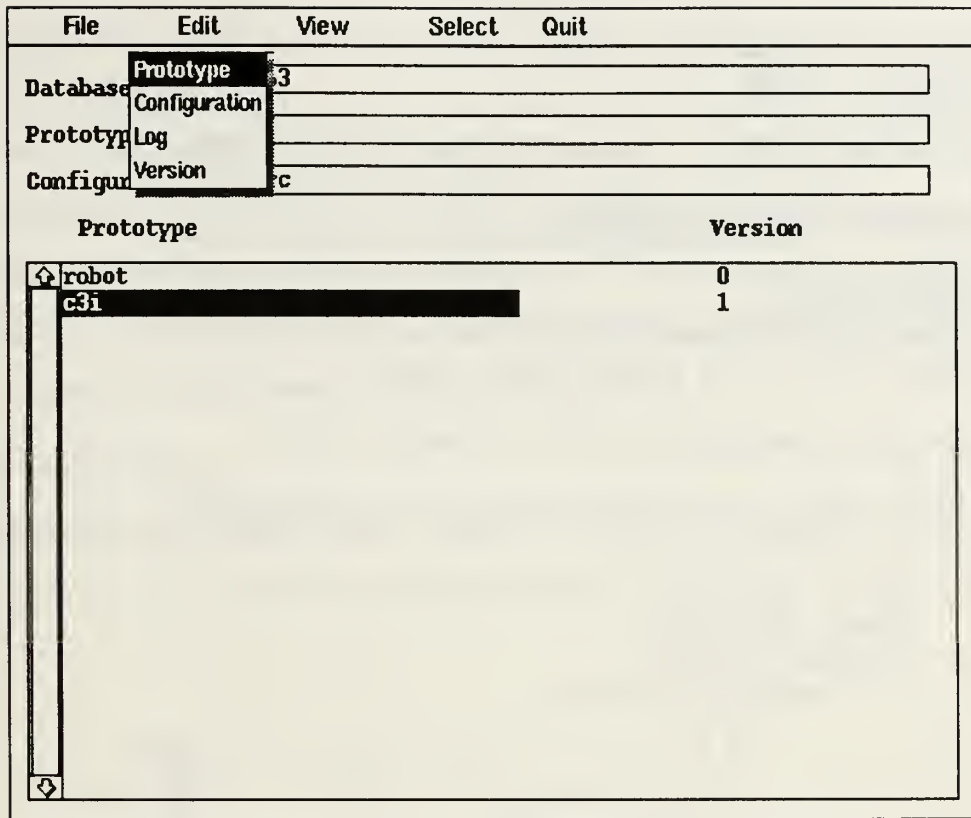 File Edit View Select Quit
Prototype
Configuration
Log
Version
Database 3
Prototyp
Configur rc
Prototype Version
robot 0
c3i 1